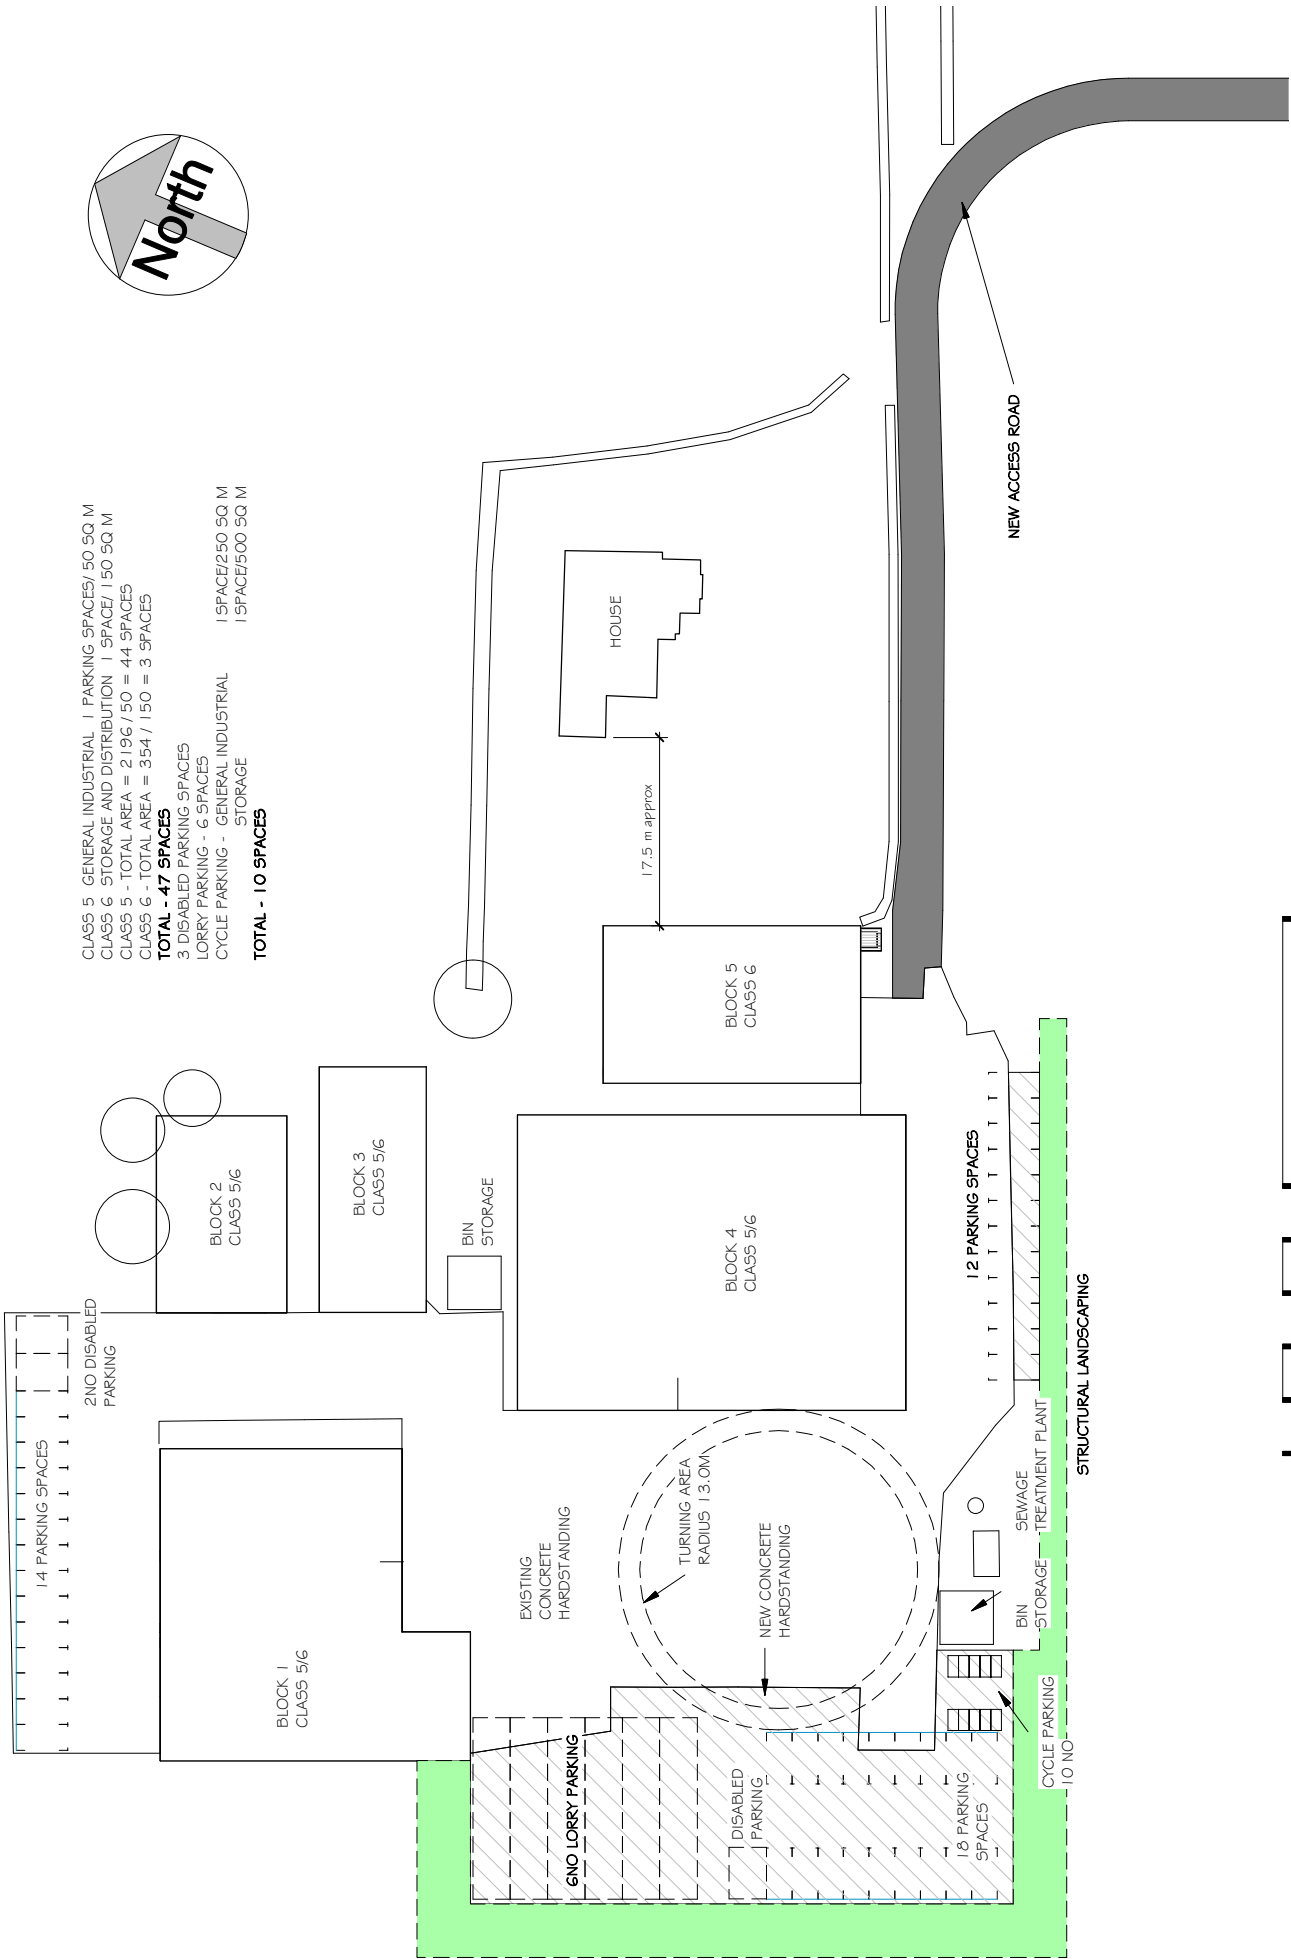 North
CLASS 5 GENERAL INDUSTRIAL 1 PARKING SPACES/ 50 SQ M
CLASS 6 STORAGE AND DISTRIBUTION 1 SPACE/ 150 SQ M
CLASS 5 - TOTAL AREA = 2196 / 50 = 44 SPACES
CLASS 6 - TOTAL AREA = 354 / 150 = 3 SPACES
TOTAL - 47 SPACES
3 DISABLED PARKING SPACES
LORRY PARKING - 6 SPACES
CYCLE PARKING - GENERAL INDUSTRIAL 1SPACE/250 SQ M
STORAGE 1SPACE/500 SQ M
TOTAL - 10 SPACES
14 PARKING SPACES
2NO DISABLED
PARKING
BLOCK 1
CLASS 5/6
BLOCK 2
CLASS 5/6
BLOCK 3
CLASS 5/6
BIN
STORAGE
BLOCK 4
CLASS 5/6
BLOCK 5
CLASS 6
17.5 m approx
HOUSE
NEW ACCESS ROAD
EXISTING
CONCRETE
HARDSTANDING
TURNING AREA
RADIUS 13.0M
NEW CONCRETE
HARDSTANDING
6NO LORRY PARKING
DISABLED
PARKING
18 PARKING
SPACES
12 PARKING SPACES
CYCLE PARKING
10 NO
BIN
STORAGE
SEWAGE
TREATMENT PLANT
STRUCTURAL LANDSCAPING